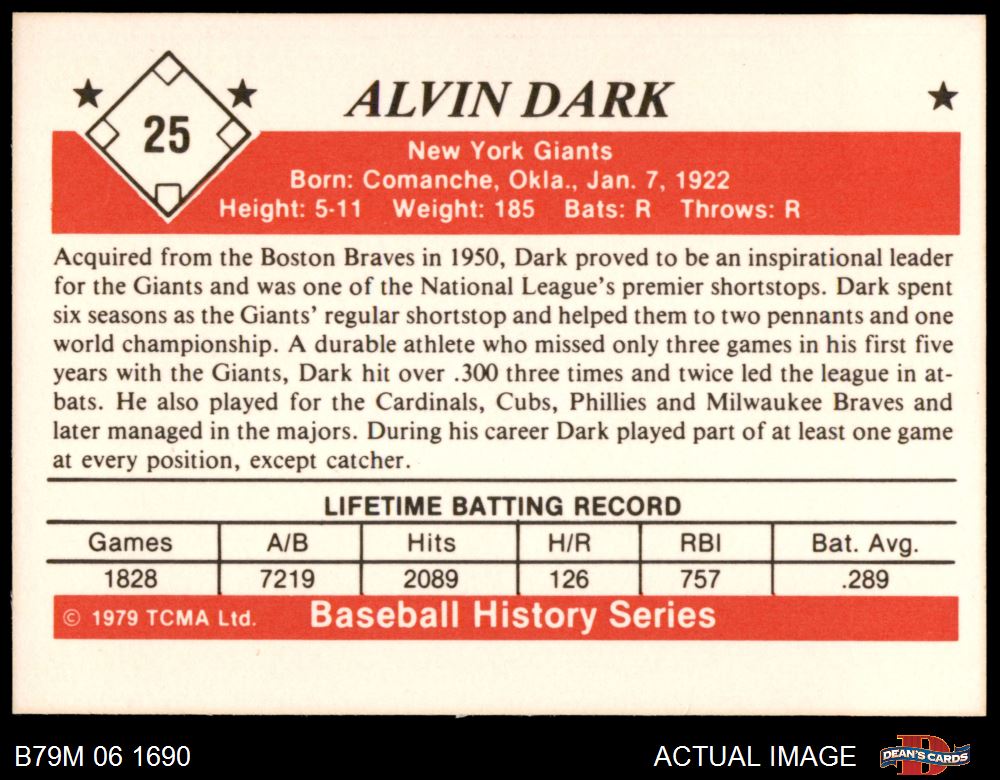 25
ALVIN DARK
New York Giants
Born: Comanche, Okla., Jan. 7, 1922
Height: 5-11 Weight: 185 Bats: R Throws: R
Acquired from the Boston Braves in 1950, Dark proved to be an inspirational leader
for the Giants and was one of the National League's premier shortstops. Dark spent
six seasons as the Giants' regular shortstop and helped them to two pennants and one
world championship. A durable athlete who missed only three games in his first five
years with the Giants, Dark hit over .300 three times and twice led the league in at-
bats. He also played for the Cardinals, Cubs, Phillies and Milwaukee Braves and
later managed in the majors. During his career Dark played part of at least one game
at every position, except catcher.
LIFETIME BATTING RECORD
Games A/B Hits H/R RBI Bat. Avg.
1828 7219 2089 126 757 .289
© 1979 TCMA Ltd. Baseball History Series
B79M 06 1690 ACTUAL IMAGE DEAN'S CARDS